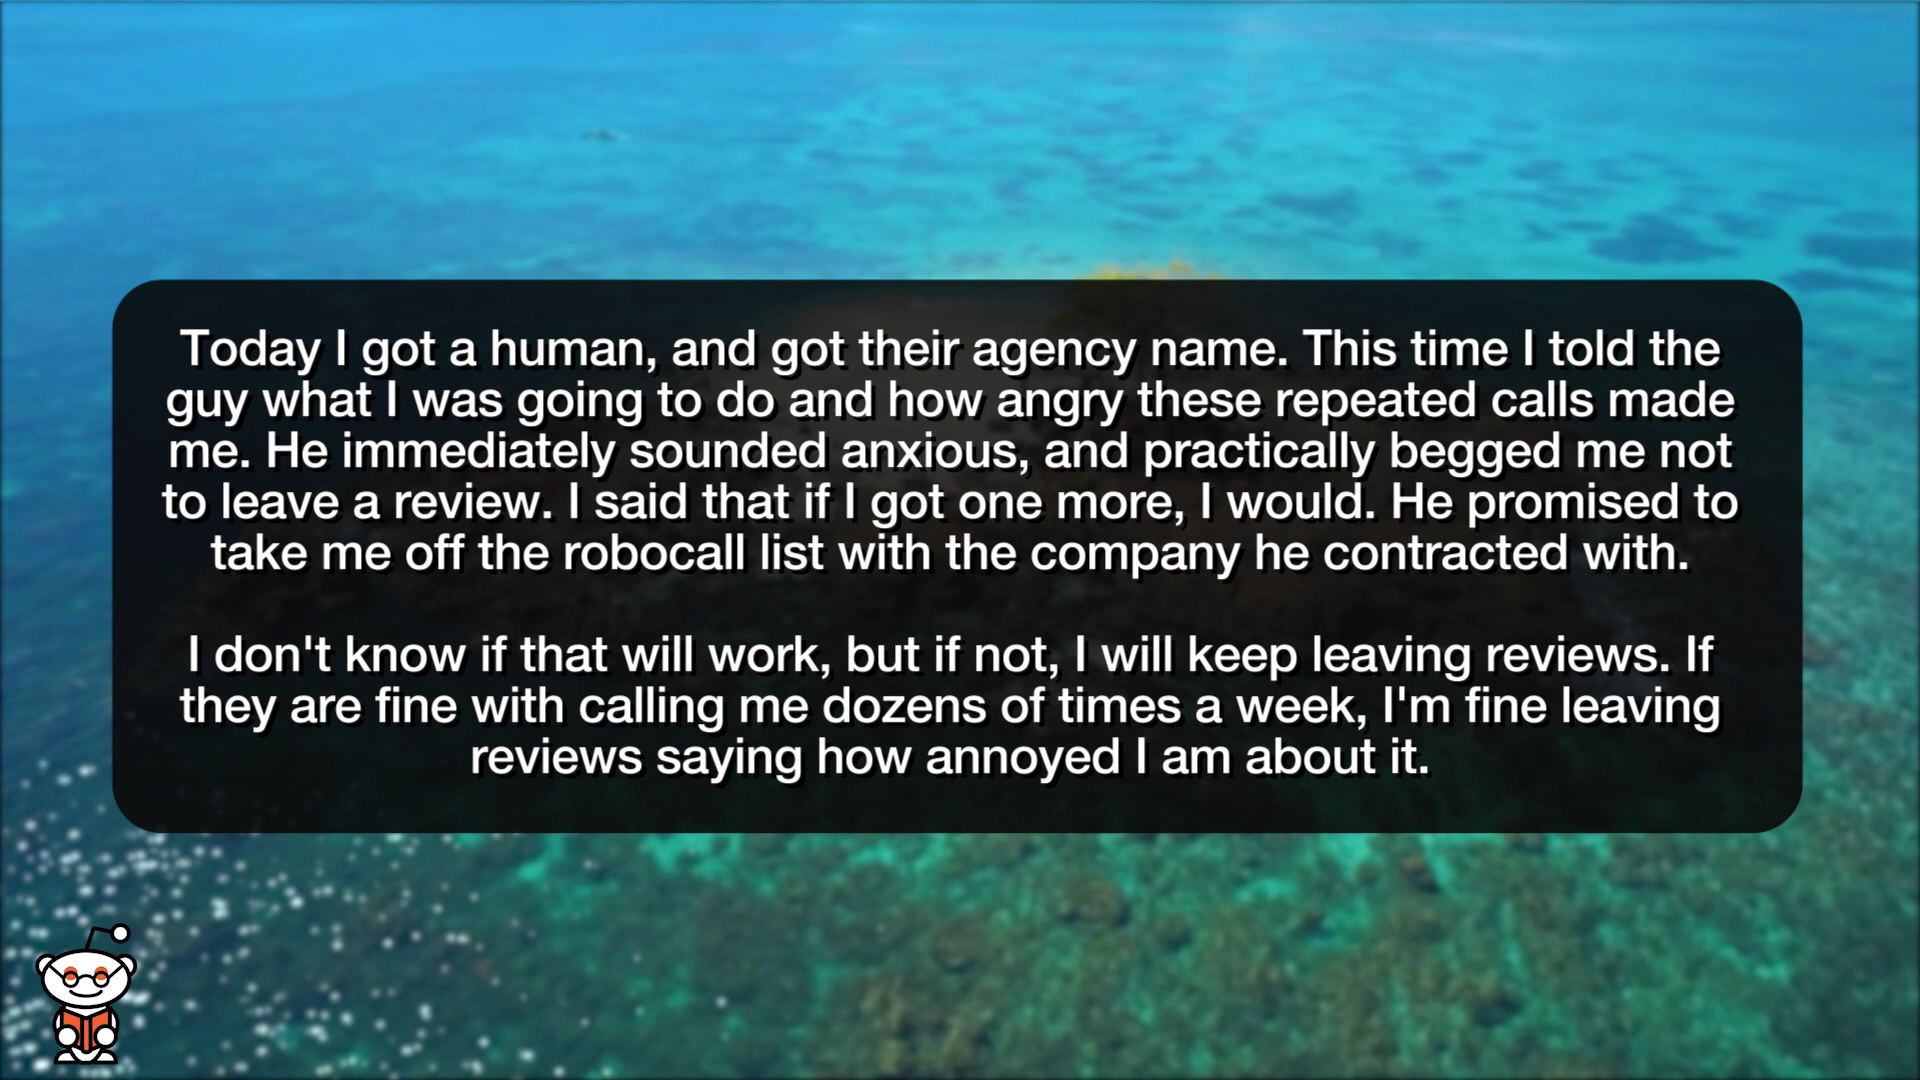 Today I got a human, and got their agency name. This time I told the
guy what I was going to do and how angry these repeated calls made
me. He immediately sounded anxious, and practically begged me not
to leave a review. I said that if I got one more, I would. He promised to
take me off the robocall list with the company he contracted with.
I don't know if that will work, but if not, I will keep leaving reviews. If
they are fine with calling me dozens of times a week, I'm fine leaving
reviews saying how annoyed I am about it.